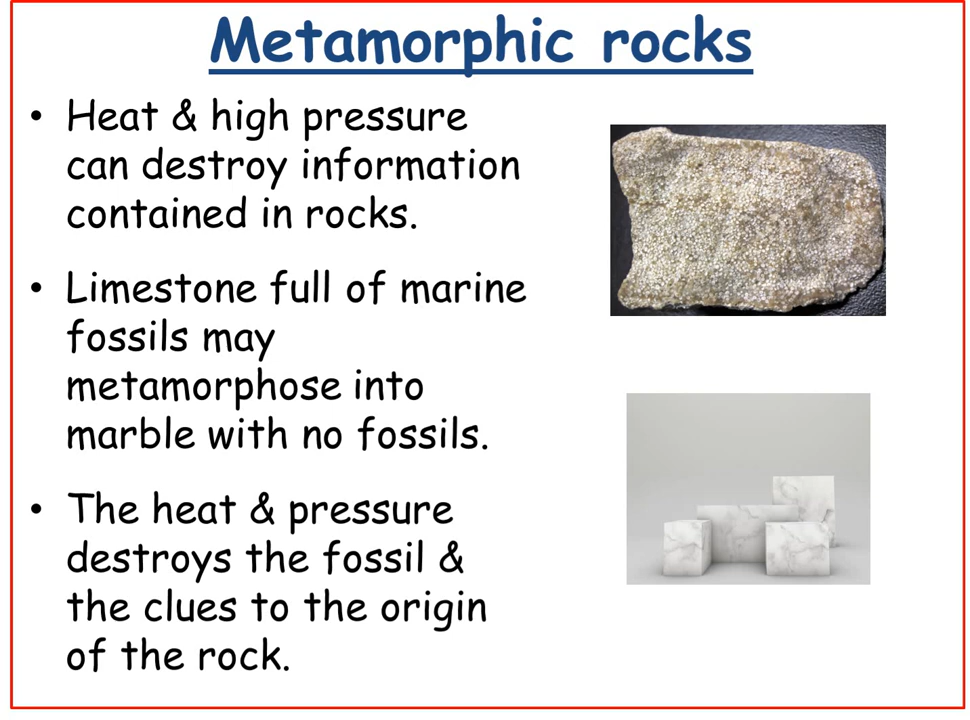 Metamorphic rocks
• Heat & high pressure
can destroy information
contained in rocks.
• Limestone full of marine
fossils may
metamorphose into
marble with no fossils.
• The heat & pressure
destroys the fossil &
the clues to the origin
of the rock.